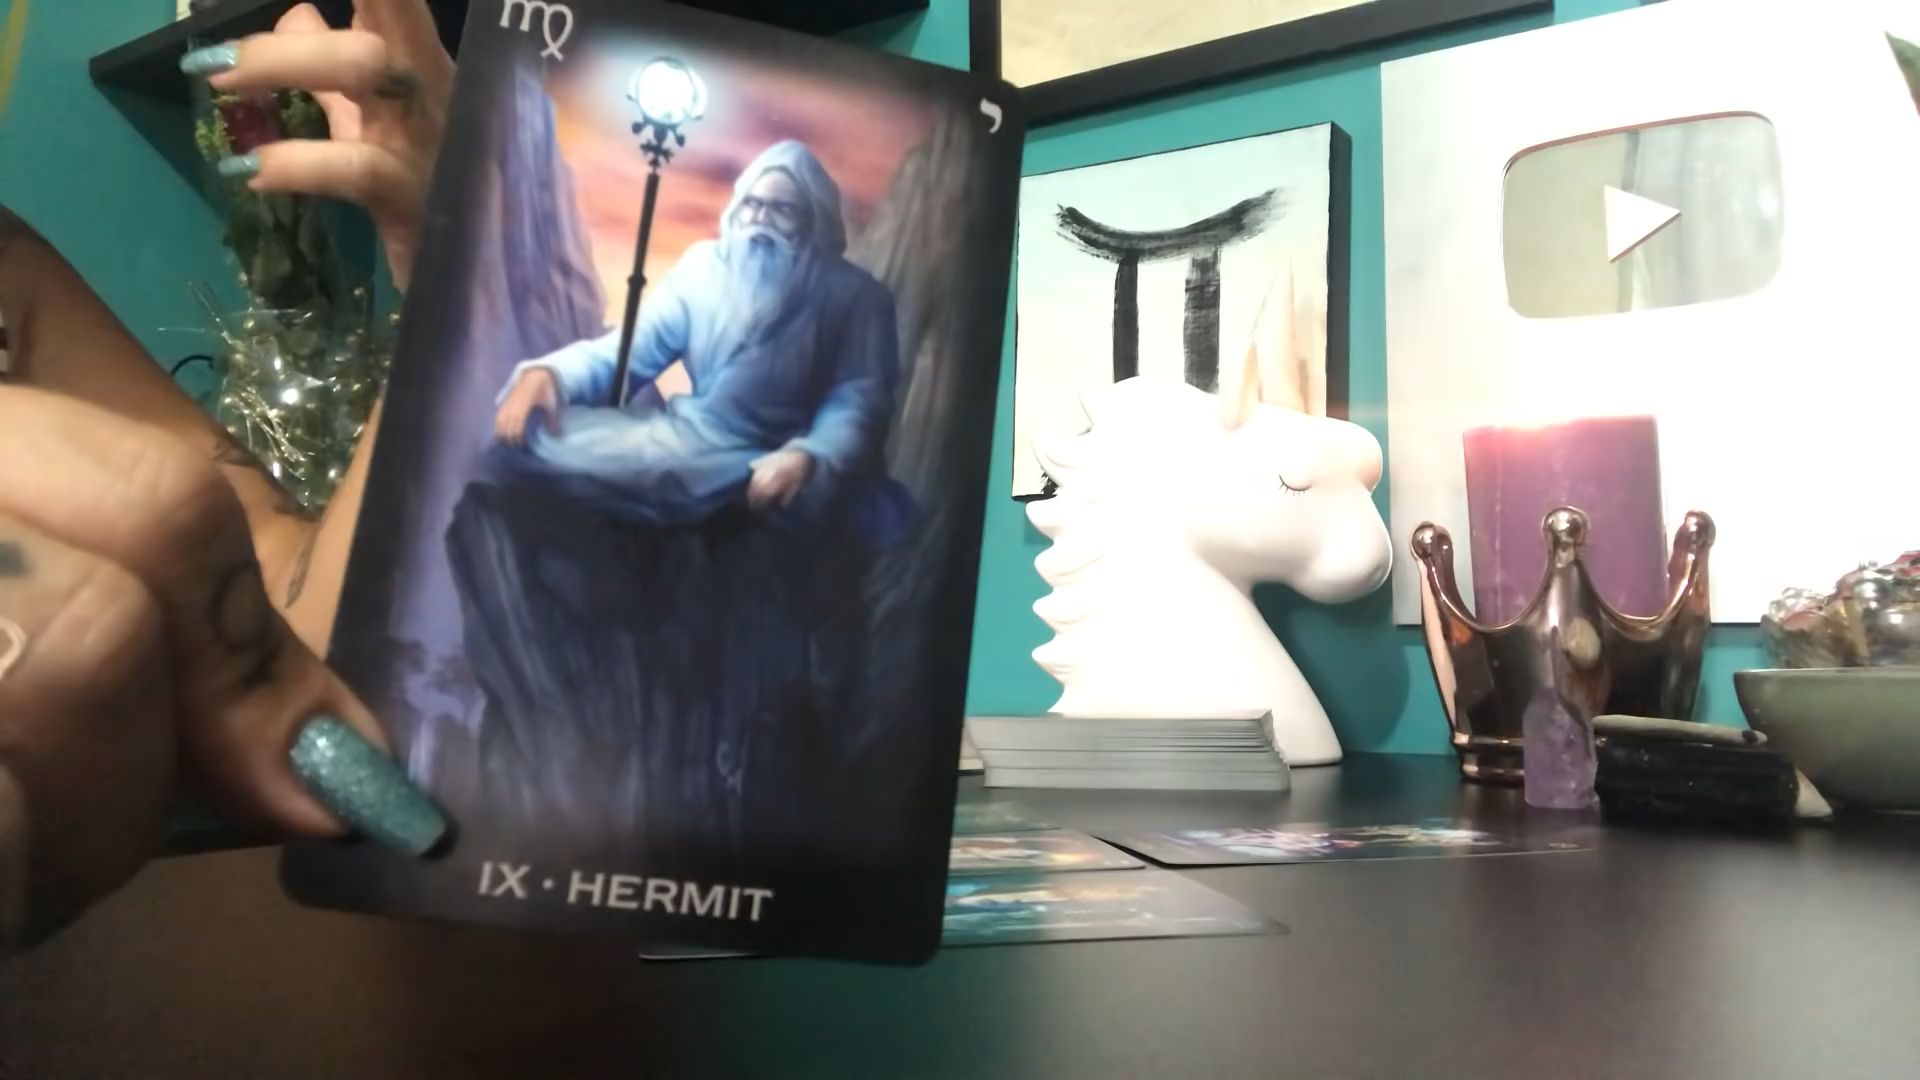 ♍
י
IX · HERMIT